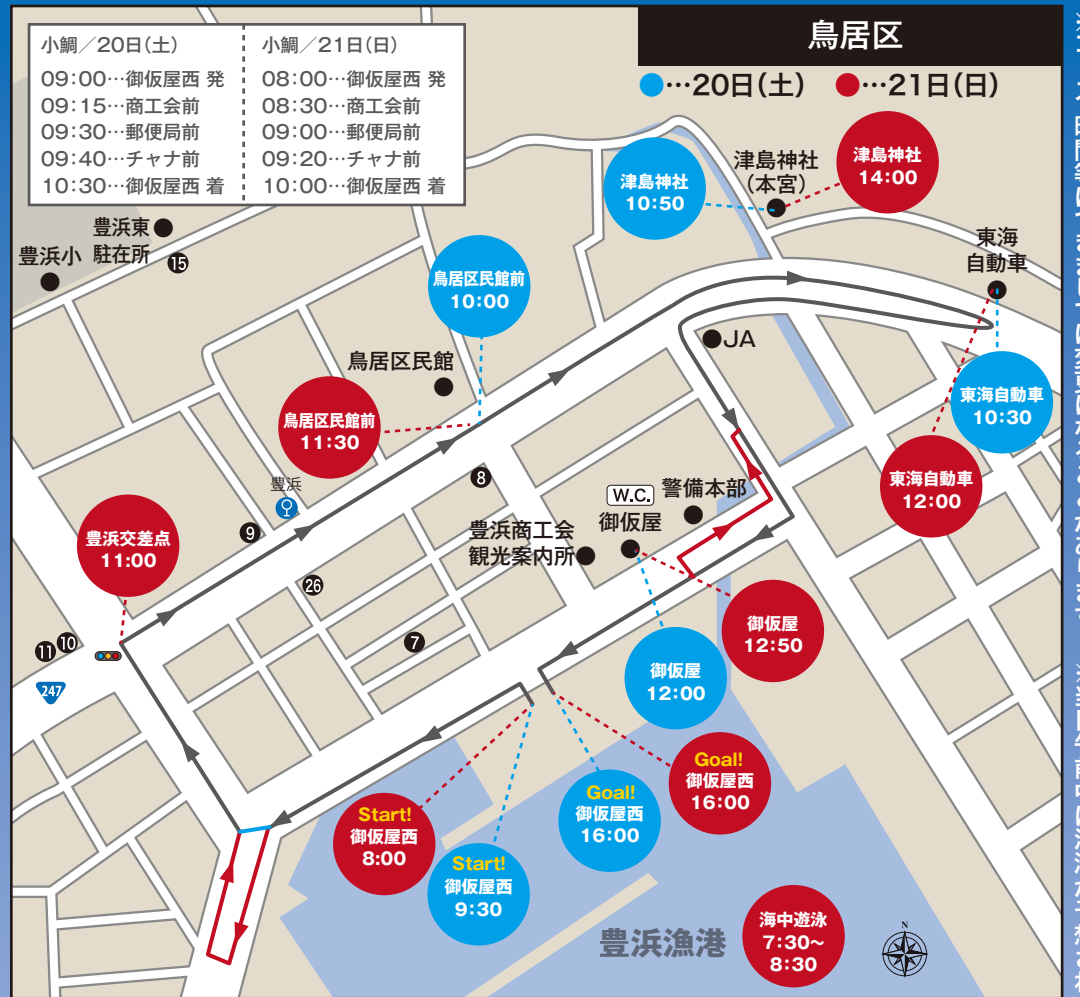 鳥居区
●…20日(土) ●…21日(日)
小鯛／20日(土)
09:00…御仮屋西 発
09:15…商工会前
09:30…郵便局前
09:40…チャナ前
10:30…御仮屋西 着
小鯛／21日(日)
08:00…御仮屋西 発
08:30…商工会前
09:00…郵便局前
09:20…チャナ前
10:00…御仮屋西 着
津島神社
10:50
津島神社
(本宮)
津島神社
14:00
豊浜東
駐在所
豊浜小
15
鳥居区民館前
10:00
東海
自動車
JA
鳥居区民館
鳥居区民館前
11:30
東海自動車
10:30
東海自動車
12:00
豊浜
8
W.C.
警備本部
御仮屋
豊浜商工会
観光案内所
9
豊浜交差点
11:00
26
7
11
10
247
御仮屋
12:50
御仮屋
12:00
Goal!
御仮屋西
16:00
Goal!
御仮屋西
16:00
Start!
御仮屋西
8:00
Start!
御仮屋西
9:30
豊浜漁港
海中遊泳
7:30～
8:30
N